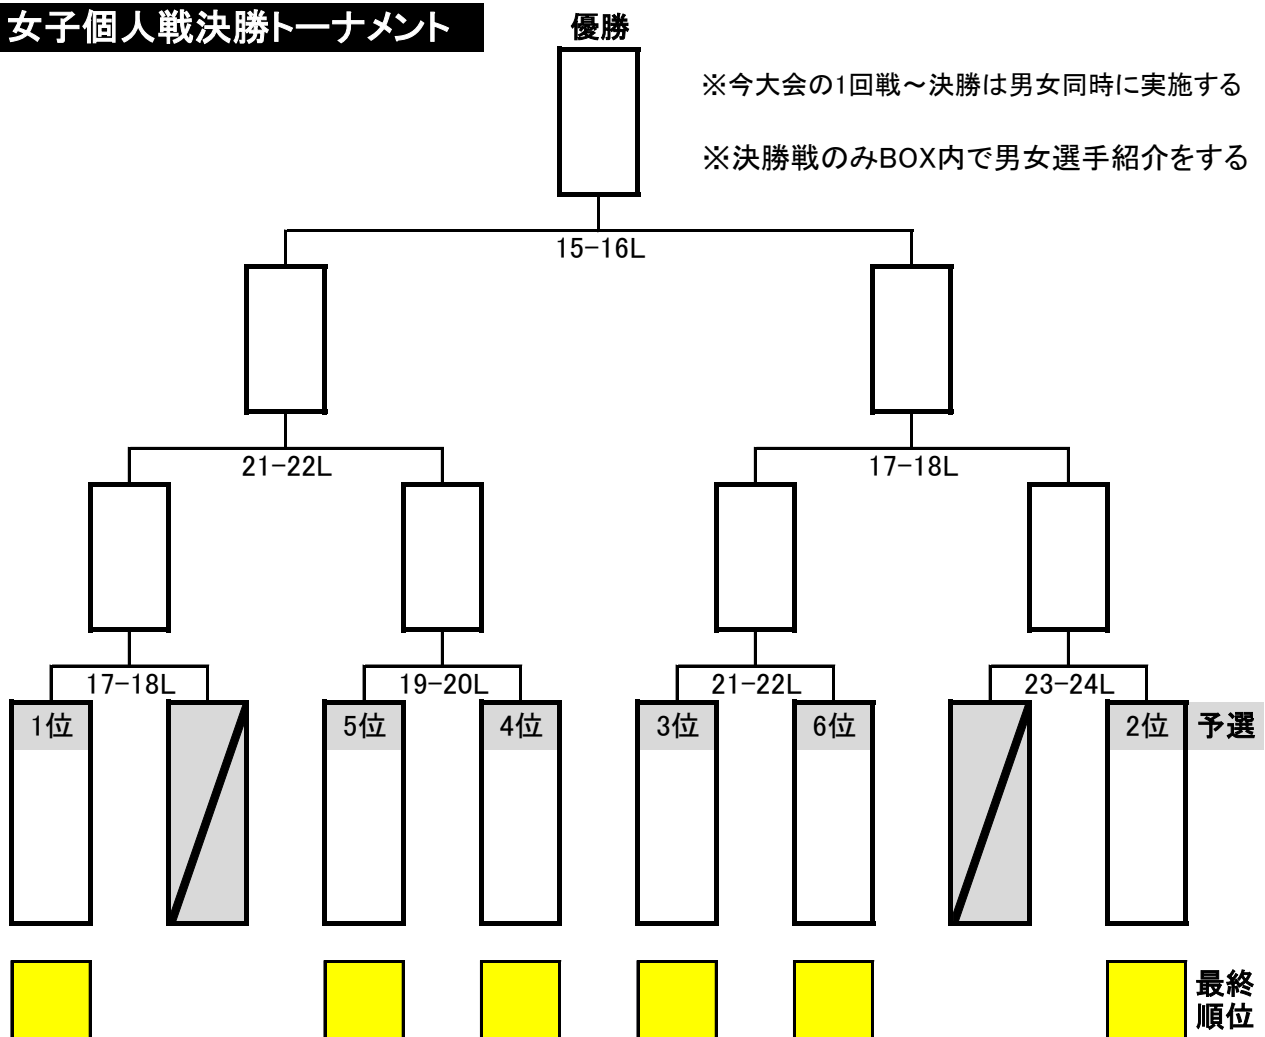 女子個人戦決勝トーナメント
優勝
※今大会の1回戦～決勝は男女同時に実施する
※決勝戦のみBOX内で男女選手紹介をする
15-16L
21-22L
17-18L
17-18L
19-20L
21-22L
23-24L
1位
5位
4位
3位
6位
2位
予選
最終
順位